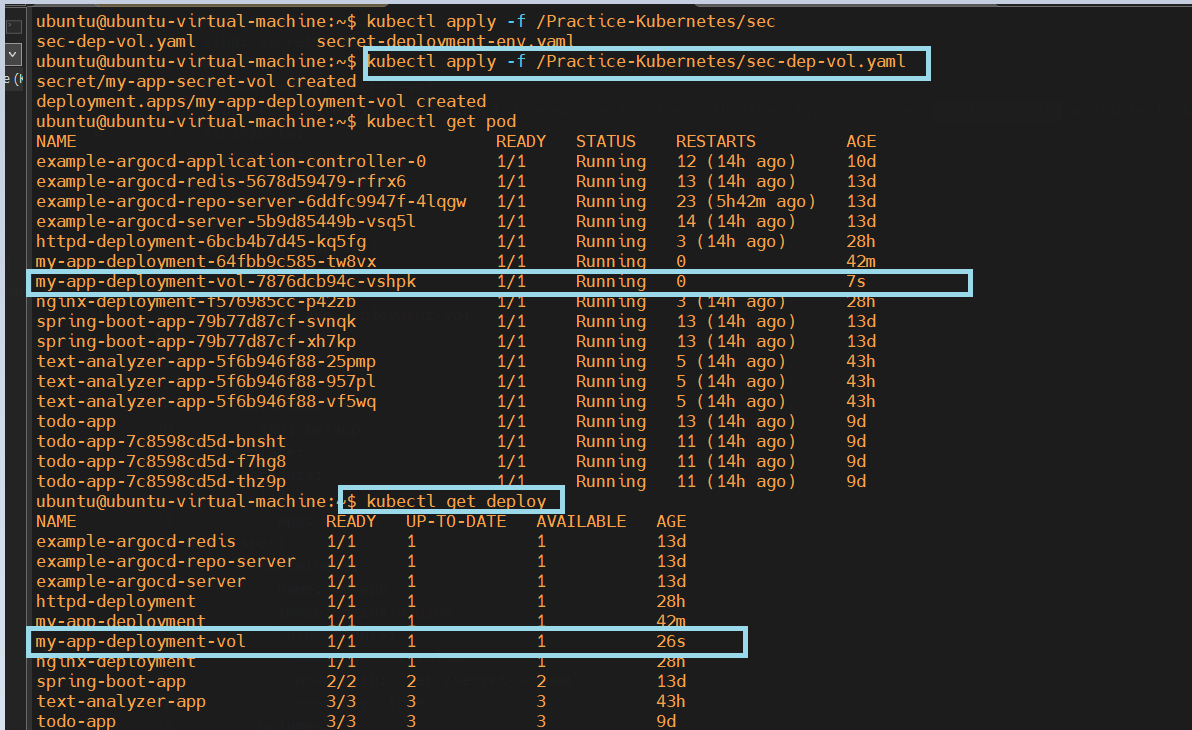 ubuntu@ubuntu-virtual-machine:~$ kubectl apply -f /Practice-Kubernetes/sec
sec-dep-vol.yaml            secret-deployment-env.yaml
ubuntu@ubuntu-virtual-machine:~$ kubectl apply -f /Practice-Kubernetes/sec-dep-vol.yaml
secret/my-app-secret-vol created
deployment.apps/my-app-deployment-vol created
ubuntu@ubuntu-virtual-machine:~$ kubectl get pod
NAME                                          READY   STATUS    RESTARTS         AGE
example-argocd-application-controller-0       1/1     Running   12 (14h ago)     10d
example-argocd-redis-5678d59479-rfrx6         1/1     Running   13 (14h ago)     13d
example-argocd-repo-server-6ddfc9947f-4lqgw   1/1     Running   23 (5h42m ago)   13d
example-argocd-server-5b9d85449b-vsq5l        1/1     Running   14 (14h ago)     13d
httpd-deployment-6bcb4b7d45-kq5fg             1/1     Running   3 (14h ago)      28h
my-app-deployment-64fbb9c585-tw8vx            1/1     Running   0                42m
my-app-deployment-vol-7876dcb94c-vshpk        1/1     Running   0                7s
nginx-deployment-f576985cc-p42zb              1/1     Running   3 (14h ago)      28h
spring-boot-app-79b77d87cf-svnqk              1/1     Running   13 (14h ago)     13d
spring-boot-app-79b77d87cf-xh7kp              1/1     Running   13 (14h ago)     13d
text-analyzer-app-5f6b946f88-25pmp            1/1     Running   5 (14h ago)      43h
text-analyzer-app-5f6b946f88-957pl            1/1     Running   5 (14h ago)      43h
text-analyzer-app-5f6b946f88-vf5wq            1/1     Running   5 (14h ago)      43h
todo-app                                      1/1     Running   13 (14h ago)     9d
todo-app-7c8598cd5d-bnsht                     1/1     Running   11 (14h ago)     9d
todo-app-7c8598cd5d-f7hg8                     1/1     Running   11 (14h ago)     9d
todo-app-7c8598cd5d-thz9p                     1/1     Running   11 (14h ago)     9d
ubuntu@ubuntu-virtual-machine:~$ kubectl get deploy
NAME                         READY   UP-TO-DATE   AVAILABLE   AGE
example-argocd-redis         1/1     1            1           13d
example-argocd-repo-server   1/1     1            1           13d
example-argocd-server        1/1     1            1           13d
httpd-deployment             1/1     1            1           28h
my-app-deployment            1/1     1            1           42m
my-app-deployment-vol        1/1     1            1           26s
nginx-deployment             1/1     1            1           28h
spring-boot-app              2/2     2            2           13d
text-analyzer-app            3/3     3            3           43h
todo-app                     3/3     3            3           9d